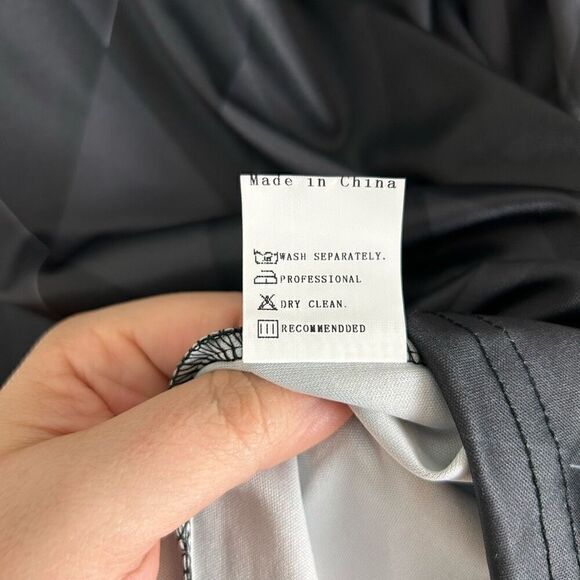 Made in China
WASH SEPARATELY.
PROFESSIONAL
DRY CLEAN.
RECOMMENDDED